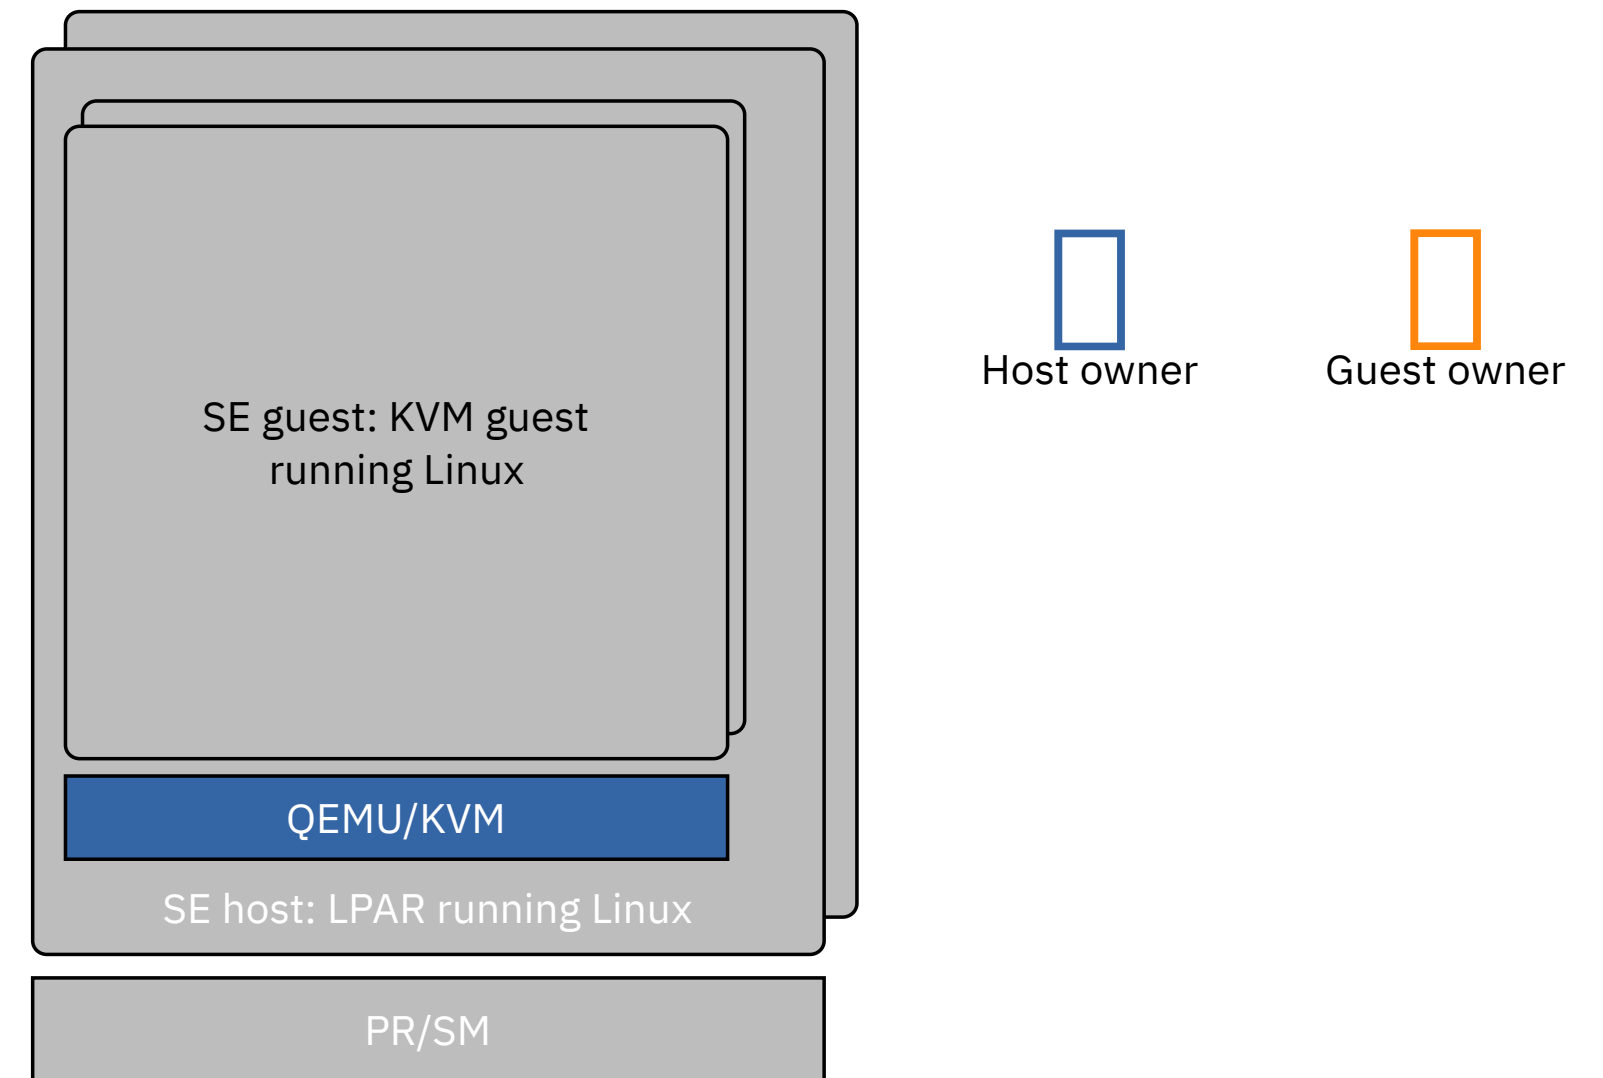 SE guest: KVM guest
running Linux
QEMU/KVM
SE host: LPAR running Linux
PR/SM
Host owner
Guest owner